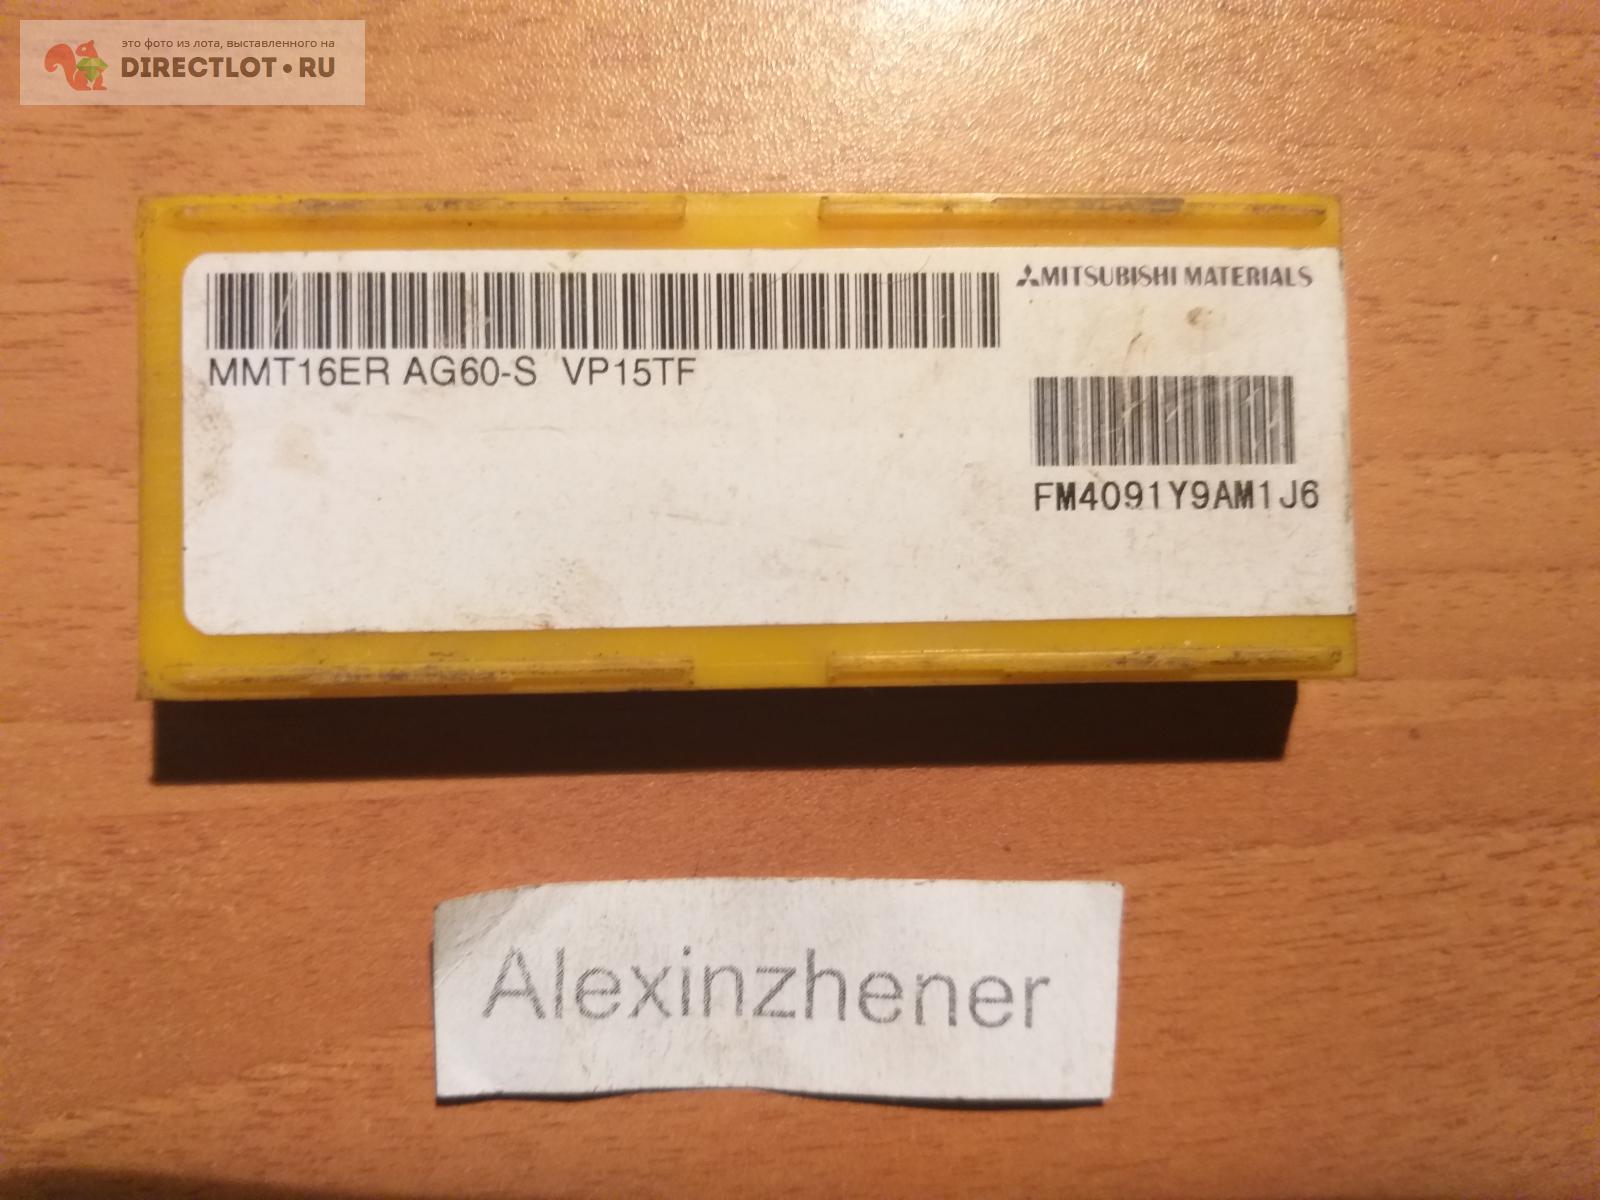 это фото из лота, выставленного на
DIRECTLOT•RU
MITSUBISHI MATERIALS
MMT16ER AG60-S VP15TF
FM4091Y9AM1J6
Alexinzhener